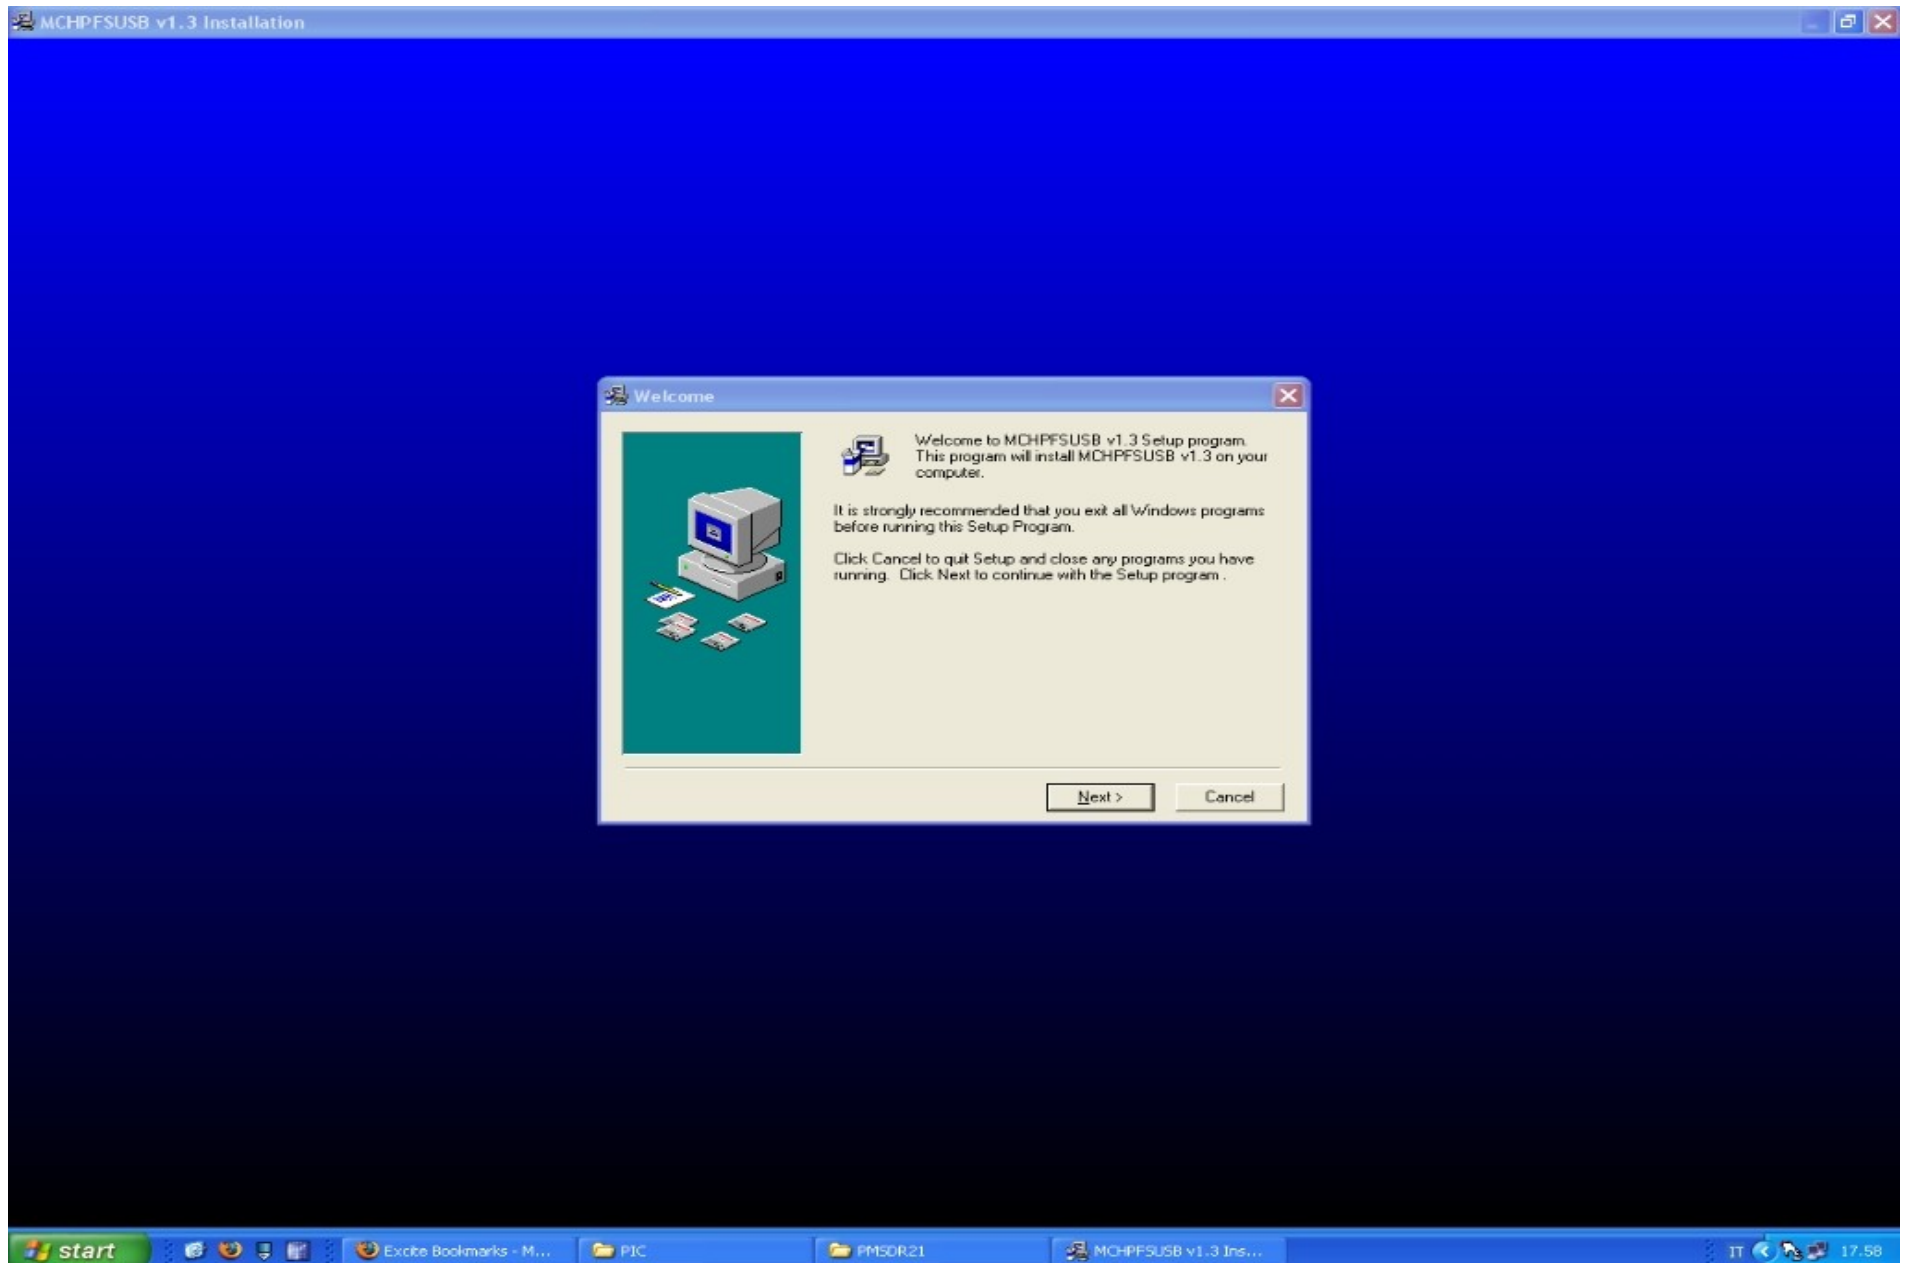 MCHPFSUSB v1.3 Installation
Welcome
Welcome to MCHPFSUSB v1.3 Setup program.
This program will install MCHPFSUSB v1.3 on your
computer.
It is strongly recommended that you exit all Windows programs
before running this Setup Program.
Click Cancel to quit Setup and close any programs you have
running. Click Next to continue with the Setup program .
Next >
Cancel
start
Excite Bookmarks - M...
PIC
PMSDR21
MCHPFSUSB v1.3 Ins...
IT
17.58